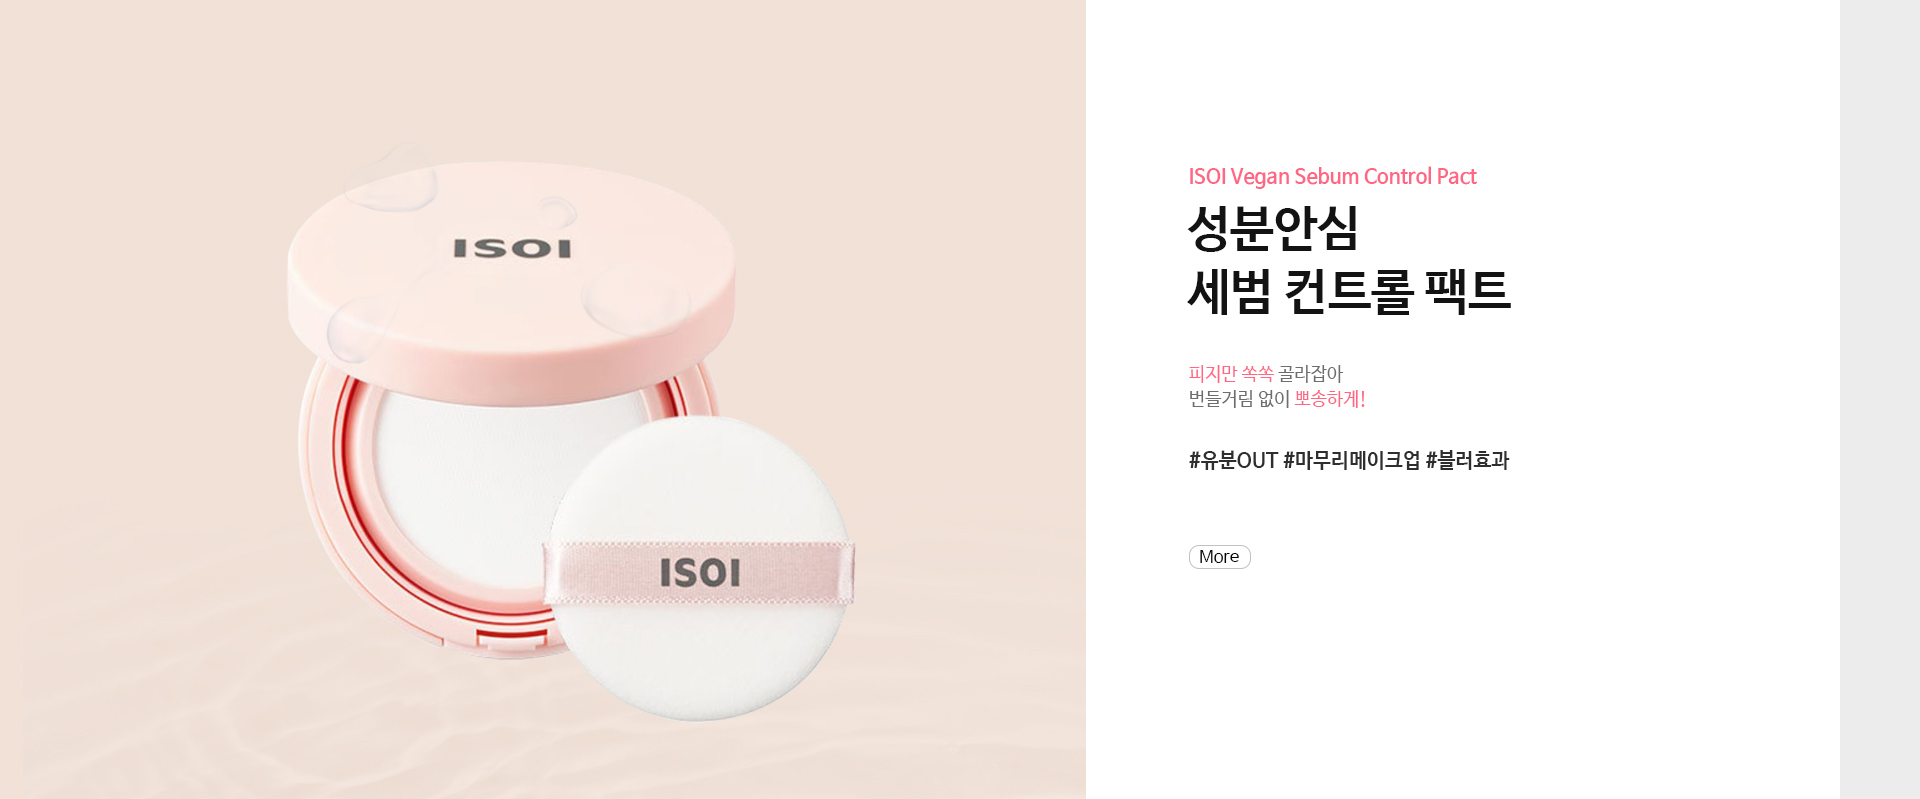 ISOI
ISOI
ISOI Vegan Sebum Control Pact
성분안심
세범 컨트롤 팩트
피지만 쏙쏙 골라잡아
번들거림 없이 뽀송하게!
#유분OUT #마무리메이크업 #블러효과
More